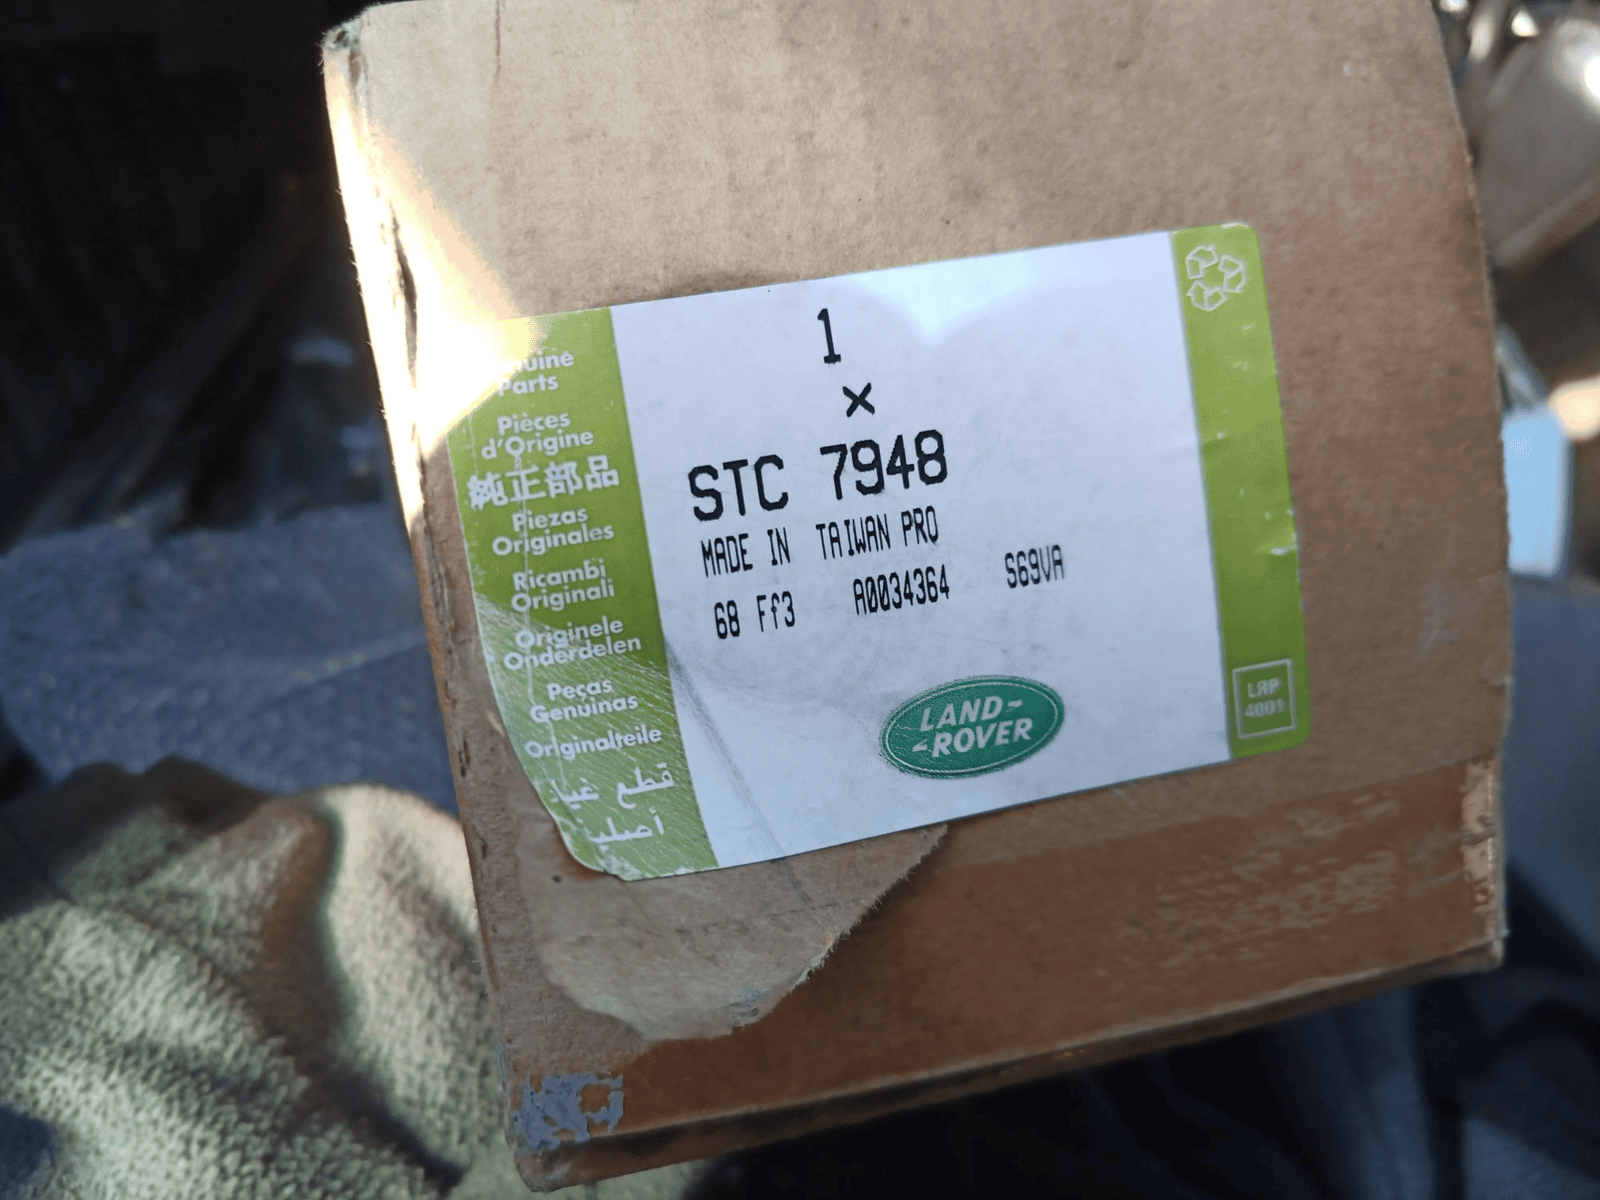 1
×
STC 7948
MADE IN TAIWAN PRO
68 Ff3 A0034364 S69VA
LAND-
-ROVER
Parts
Pièces
d'Origine
純正部品
Piezas
Originales
Ricambi
Originali
Originele
Onderdelen
Peças
Genuinas
Originalteile
قطع غيار
أصلية
LRP
4001